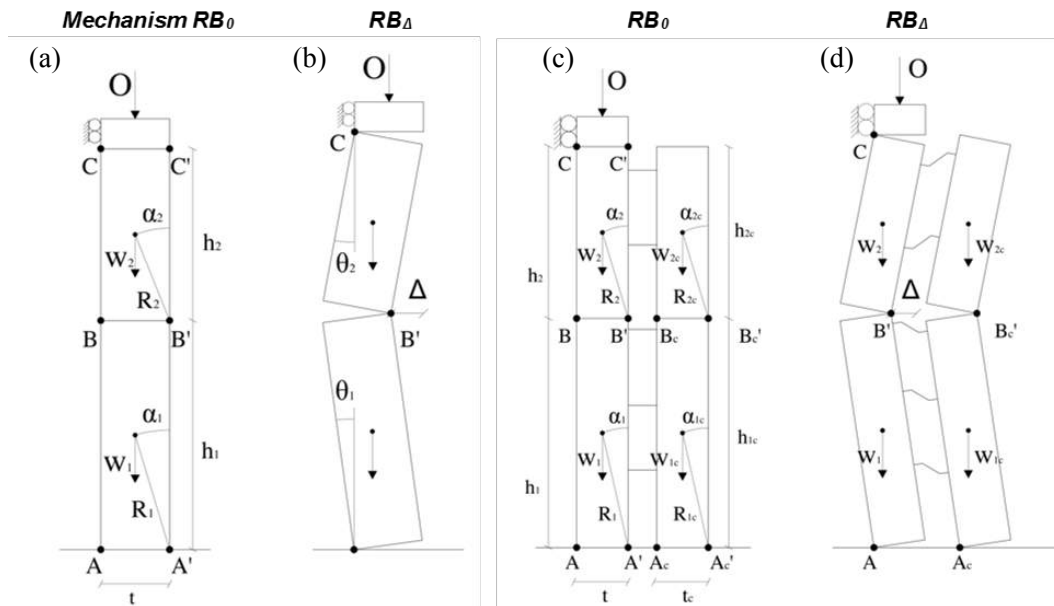 Mechanism RB₀
RB_Δ
RB₀
RB_Δ
(a)
(b)
(c)
(d)
O
C
C'
α₂
W₂
R₂
h₂
B
B'
α₁
W₁
R₁
h₁
A
A'
t
O
C
θ₂
Δ
B'
θ₁
O
C
C'
α₂
α₂c
h₂
h₂c
W₂
W₂c
R₂
R₂c
B
B'
Bc
Bc'
α₁
α₁c
h₁
h₁c
W₁
W₁c
R₁
R₁c
A
A'
Ac
Ac'
t
tc
O
C
W₂
W₂c
Δ
B'
Bc'
W₁
W₁c
A
Ac